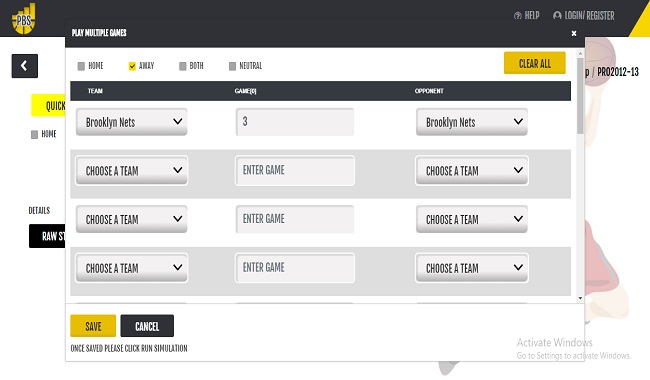 PBS
HELP
LOGIN/ REGISTER
PLAY MULTIPLE GAMES
×
HOME
AWAY
BOTH
NEUTRAL
CLEAR ALL
p / PRO2012-13
TEAM
GAME(0)
OPPONENT
QUICK
Brooklyn Nets
3
Brooklyn Nets
HOME
CHOOSE A TEAM
ENTER GAME
CHOOSE A TEAM
DETAILS
CHOOSE A TEAM
ENTER GAME
CHOOSE A TEAM
RAW ST
CHOOSE A TEAM
ENTER GAME
CHOOSE A TEAM
SAVE
CANCEL
ONCE SAVED PLEASE CLICK RUN SIMULATION
Activate Windows
Go to Settings to activate Windows.